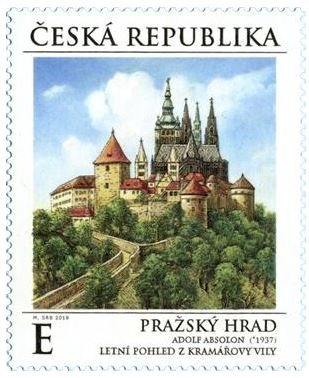 ČESKÁ REPUBLIKA
M. SRB 2019
E
PRAŽSKÝ HRAD
ADOLF ABSOLON (*1937)
LETNÍ POHLED Z KRAMÁŘOVY VILY